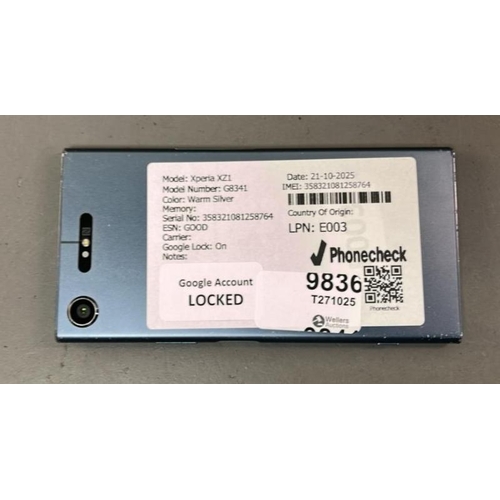 Model: Xperia XZ1
Model Number: G8341
Color: Warm Silver
Memory:
Serial No: 358321081258764
ESN: GOOD
Carrier:
Google Lock: On
Notes:
Date: 21-10-2025
IMEI: 358321081258764
Country Of Origin:
LPN: E003
Phonecheck
Google Account
LOCKED
9836
T271025
Wellers
Auctions
Phonecheck